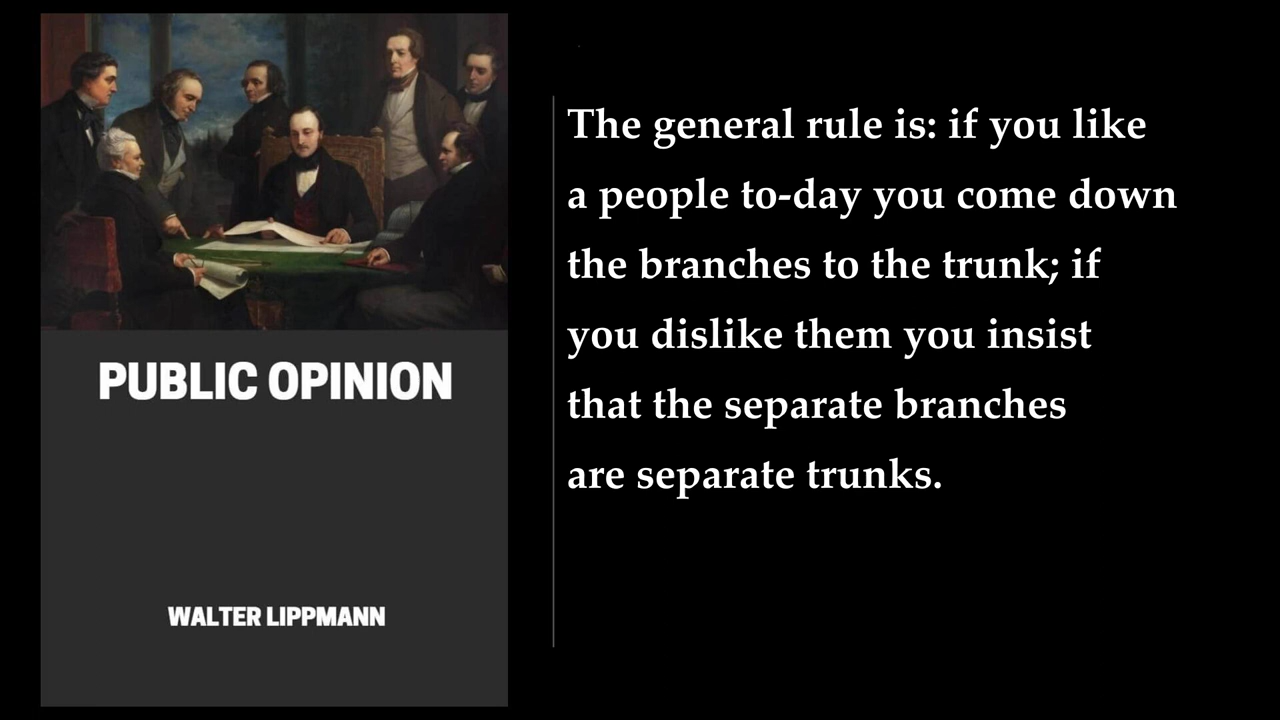 PUBLIC OPINION
WALTER LIPPMANN
The general rule is: if you like
a people to-day you come down
the branches to the trunk; if
you dislike them you insist
that the separate branches
are separate trunks.